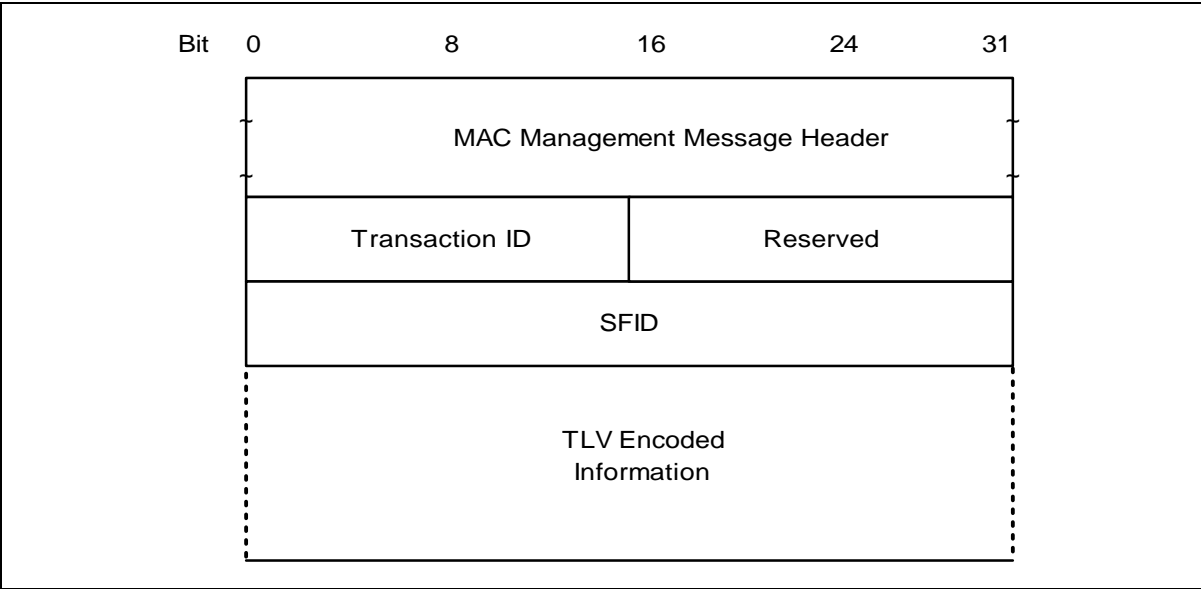 Bit 0 8 16 24 31
MAC Management Message Header
Transaction ID Reserved
SFID
TLV Encoded
Information